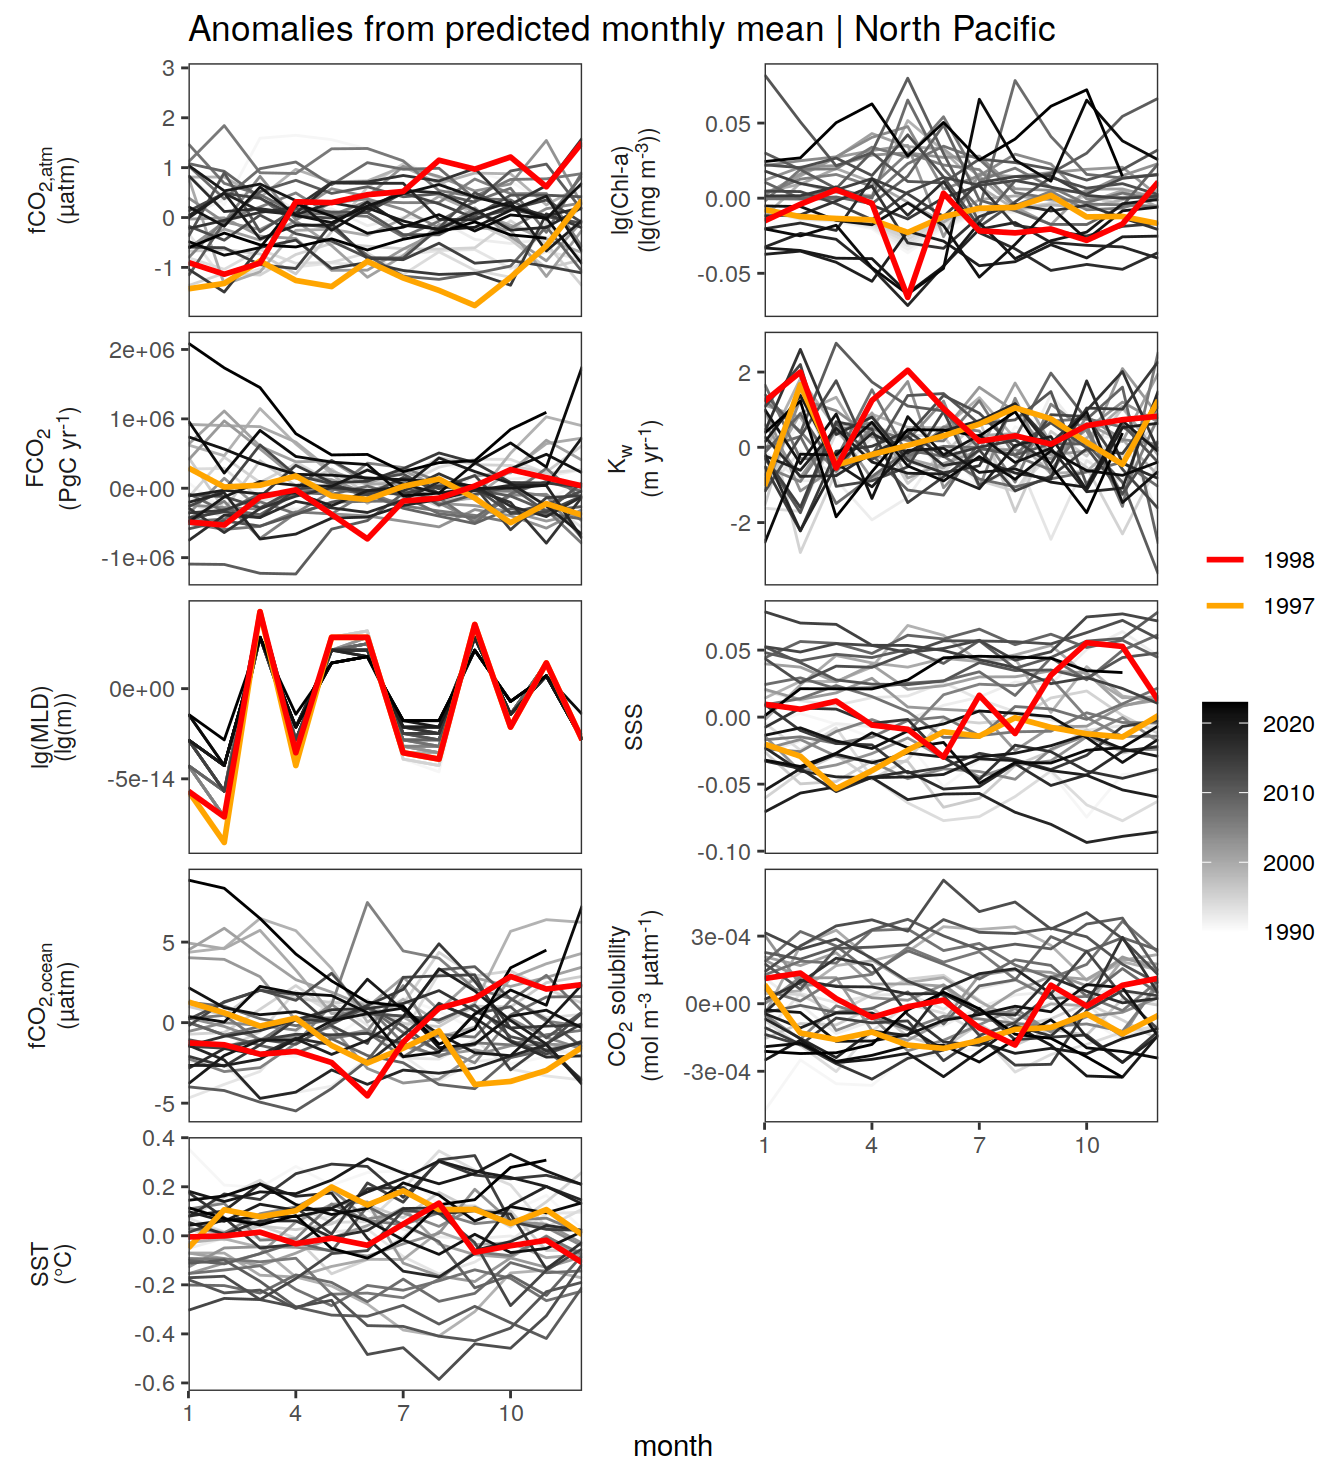 Anomalies from predicted monthly mean | North Pacific
fCO2,atm
(µatm)
3
2
1
0
-1
lg(Chl-a)
(lg(mg m-3))
0.05
0.00
-0.05
FCO2
(PgC yr-1)
2e+06
1e+06
0e+00
-1e+06
Kw
(m yr-1)
2
0
-2
lg(MLD)
(lg(m))
0e+00
-5e-14
SSS
0.05
0.00
-0.05
-0.10
fCO2,ocean
(µatm)
5
0
-5
CO2 solubility
(mol m-3 µatm-1)
3e-04
0e+00
-3e-04
1 4 7 10
SST
(°C)
0.4
0.2
0.0
-0.2
-0.4
-0.6
1 4 7 10
month
1998
1997
2020
2010
2000
1990